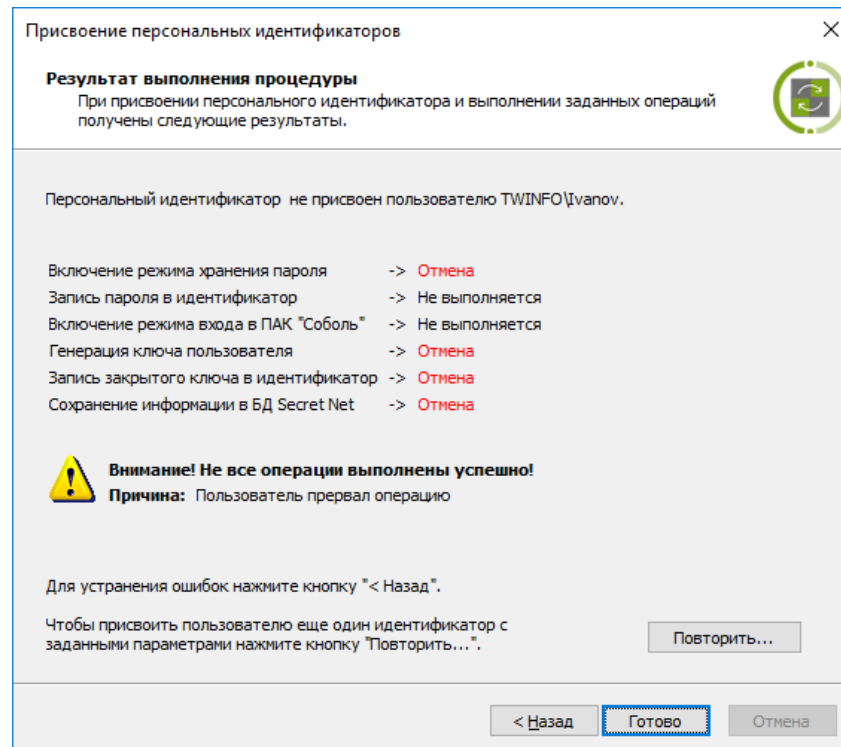 Присвоение персональных идентификаторов
Результат выполнения процедуры
При присвоении персонального идентификатора и выполнении заданных операций
получены следующие результаты.
Персональный идентификатор не присвоен пользователю TWINFO\Ivanov.
Включение режима хранения пароля -> Отмена
Запись пароля в идентификатор -> Не выполняется
Включение режима входа в ПАК "Соболь" -> Не выполняется
Генерация ключа пользователя -> Отмена
Запись закрытого ключа в идентификатор -> Отмена
Сохранение информации в БД Secret Net -> Отмена
Внимание! Не все операции выполнены успешно!
Причина: Пользователь прервал операцию
Для устранения ошибок нажмите кнопку "< Назад".
Чтобы присвоить пользователю еще один идентификатор с
заданными параметрами нажмите кнопку "Повторить...".
Повторить...
< Назад Готово Отмена